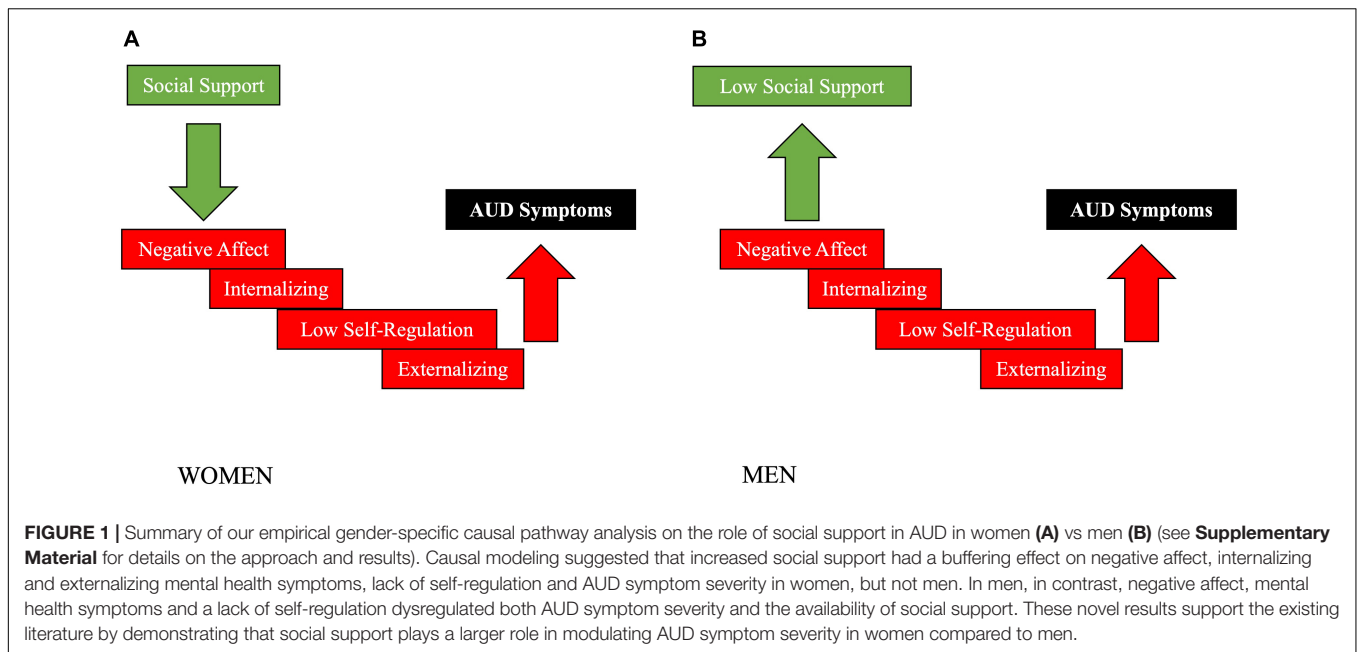 A
Social Support
Negative Affect
Internalizing
Low Self-Regulation
Externalizing
AUD Symptoms
WOMEN
B
Low Social Support
Negative Affect
Internalizing
Low Self-Regulation
Externalizing
AUD Symptoms
MEN
FIGURE 1 | Summary of our empirical gender-specific causal pathway analysis on the role of social support in AUD in women (A) vs men (B) (see Supplementary
Material for details on the approach and results). Causal modeling suggested that increased social support had a buffering effect on negative affect, internalizing
and externalizing mental health symptoms, lack of self-regulation and AUD symptom severity in women, but not men. In men, in contrast, negative affect, mental
health symptoms and a lack of self-regulation dysregulated both AUD symptom severity and the availability of social support. These novel results support the existing
literature by demonstrating that social support plays a larger role in modulating AUD symptom severity in women compared to men.